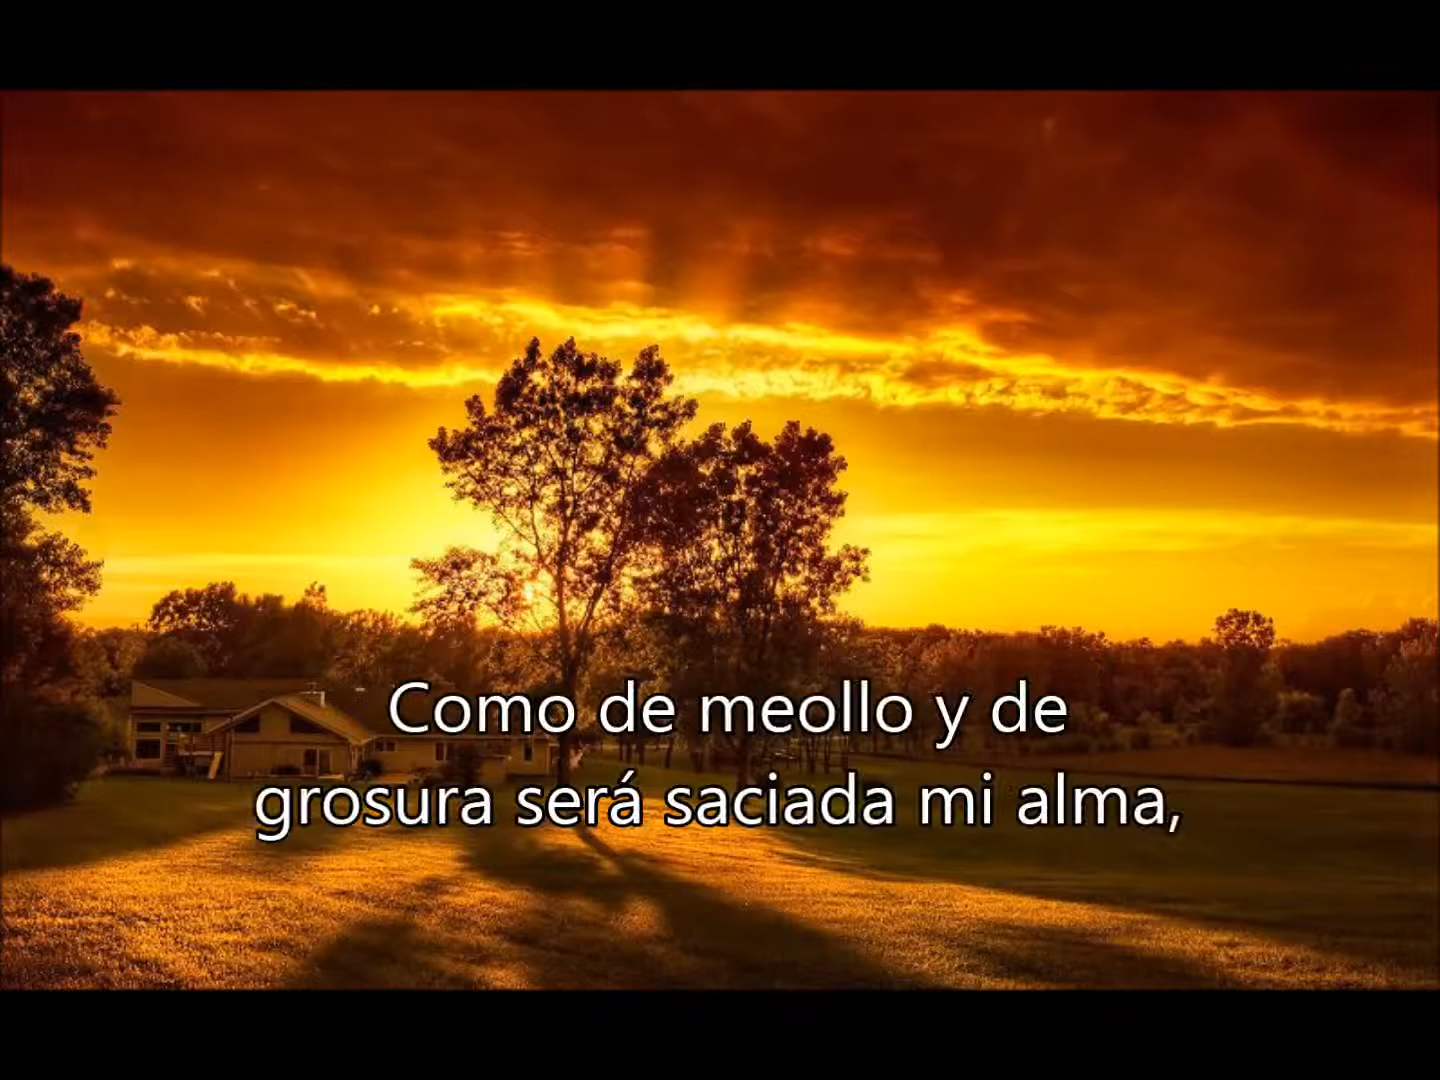 Como de meollo y de
grosura será saciada mi alma,